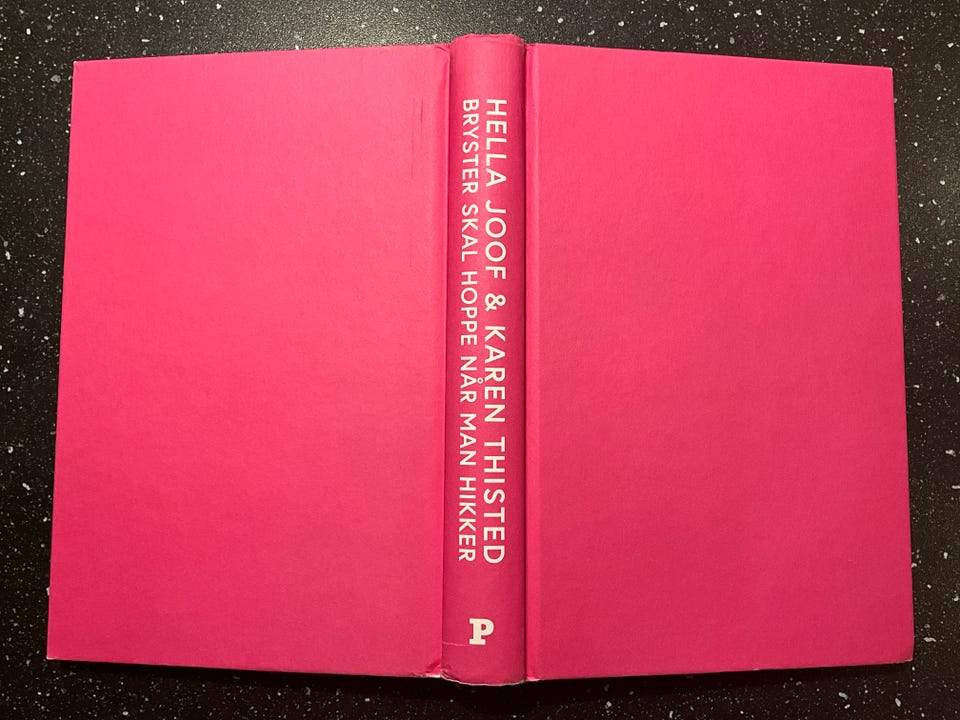 HELLA JOOF & KAREN THISTED
BRYSTER SKAL HOPPE NÅR MAN HIKKER
P